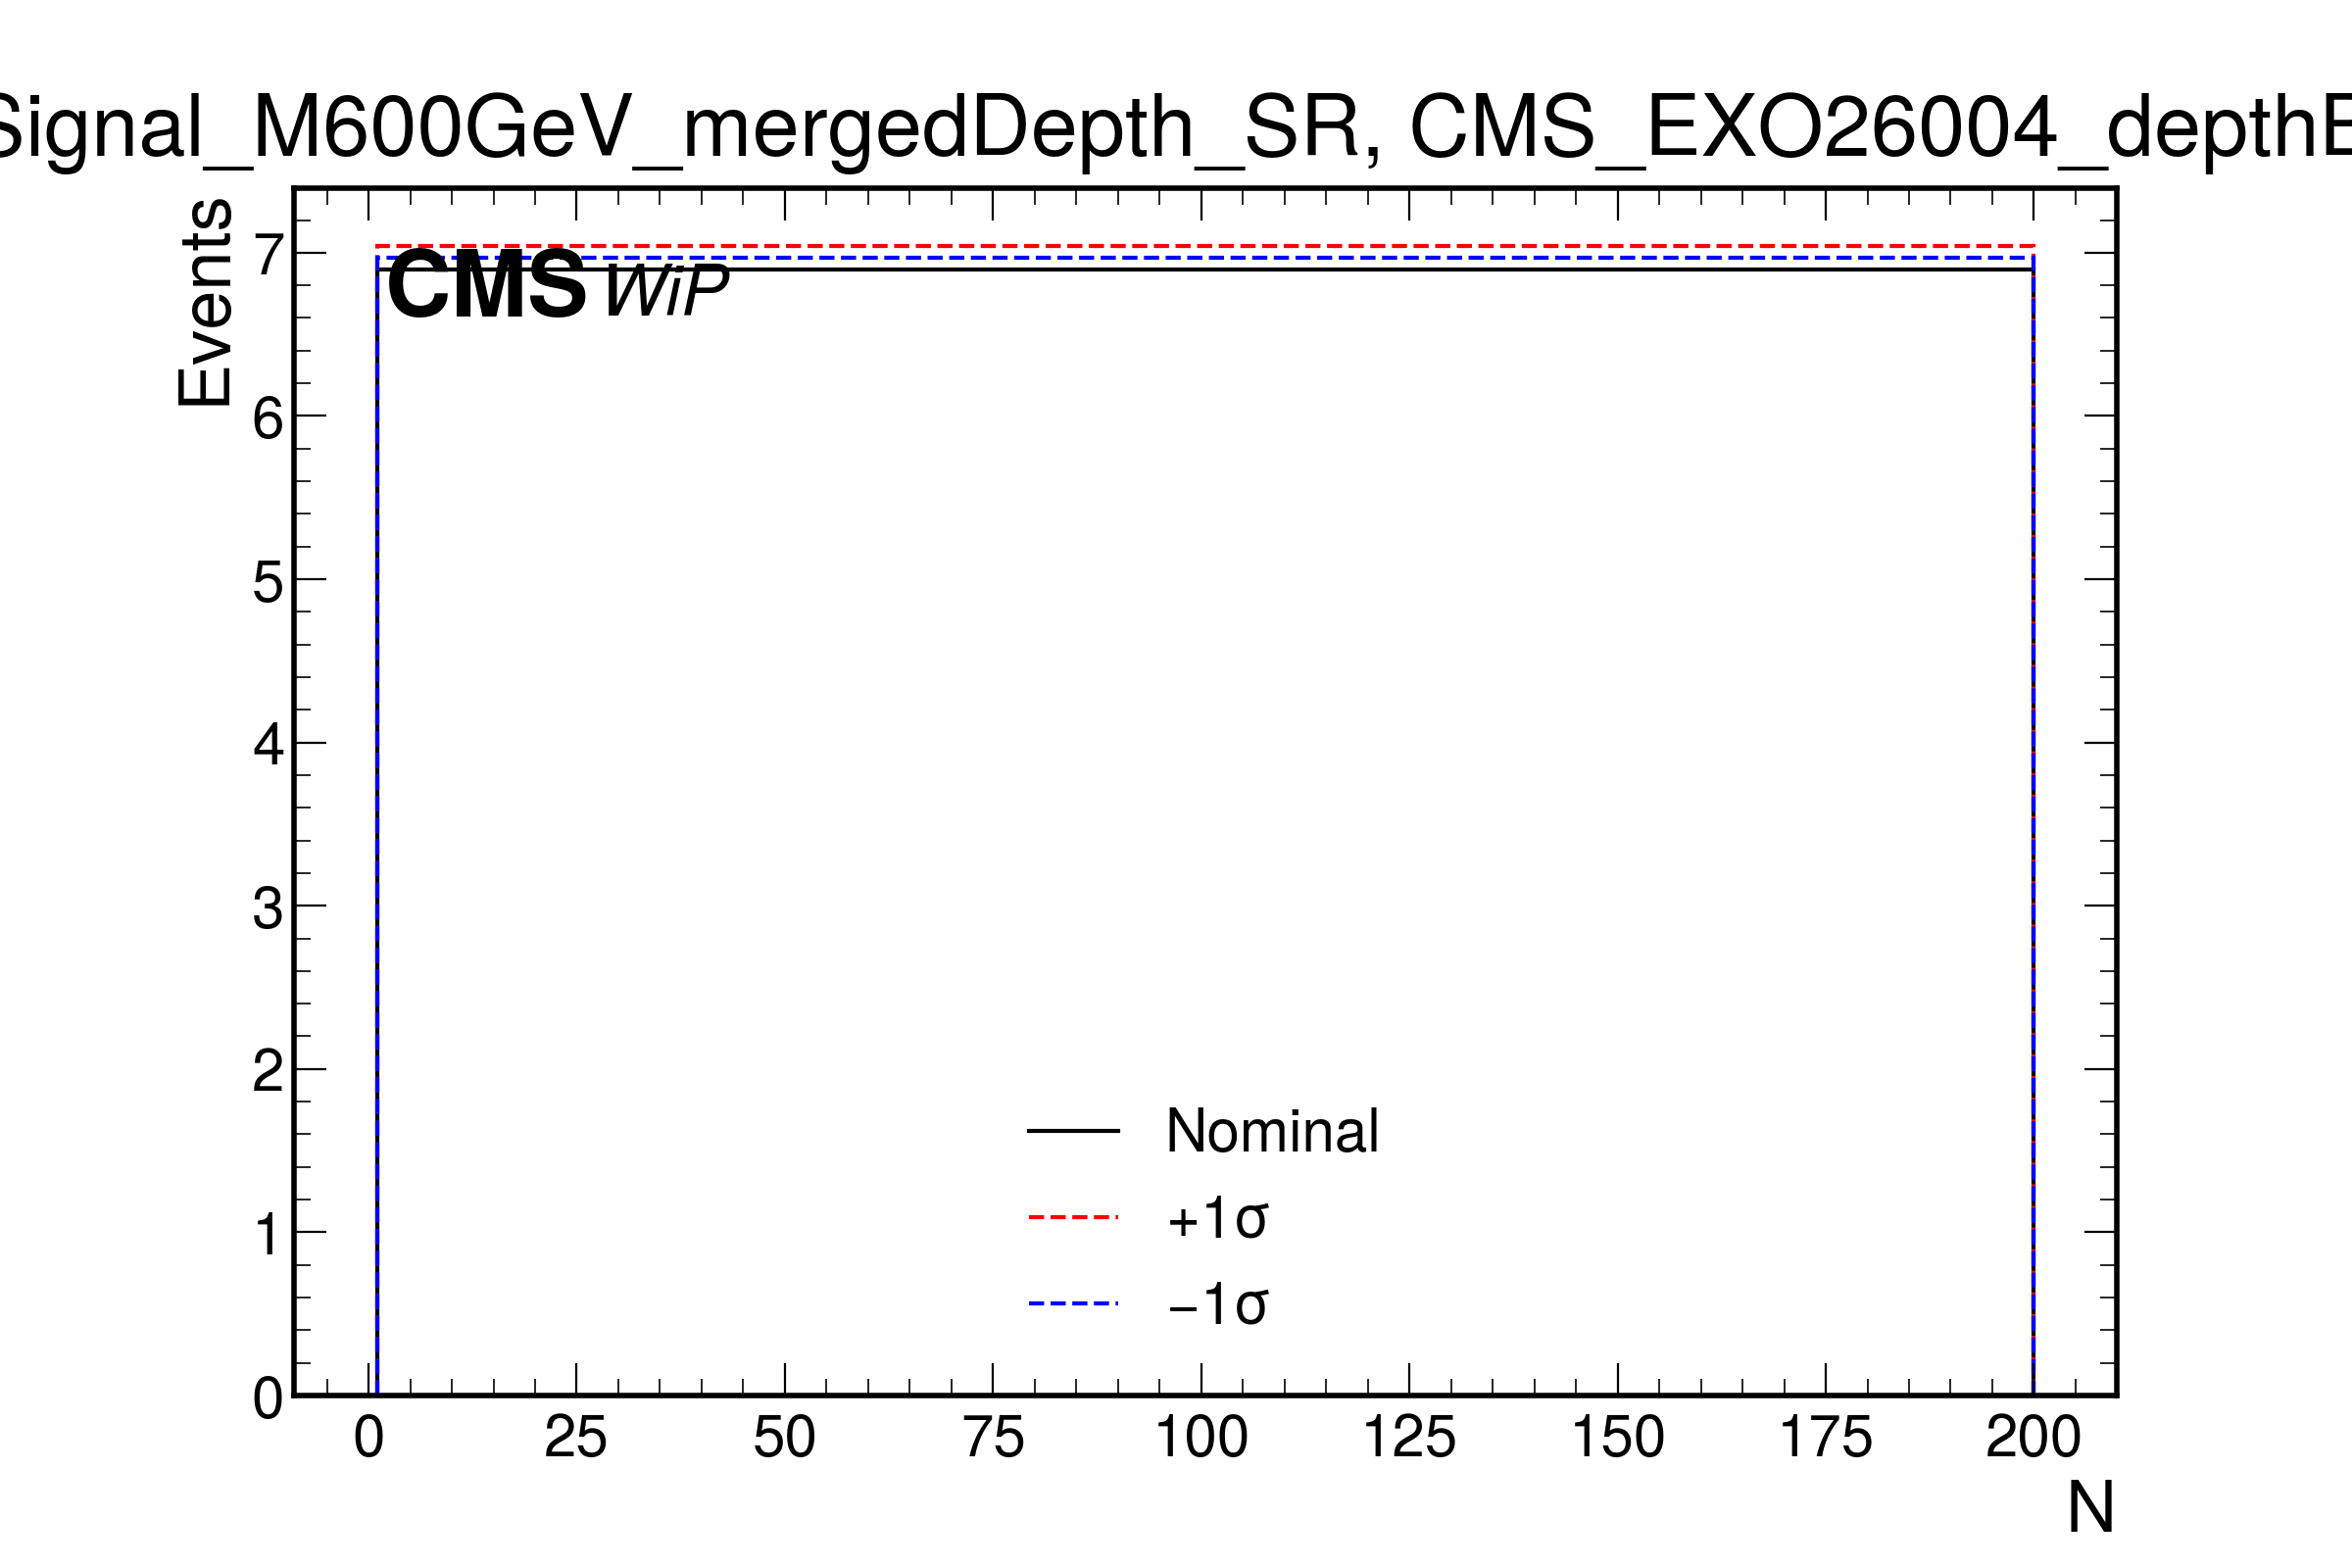 Signal_M600GeV_mergedDepth_SR, CMS_EXO26004_depthE
Events
CMS WiP
7
6
5
4
3
2
1
0
Nominal
+1σ
−1σ
0 25 50 75 100 125 150 175 200
N